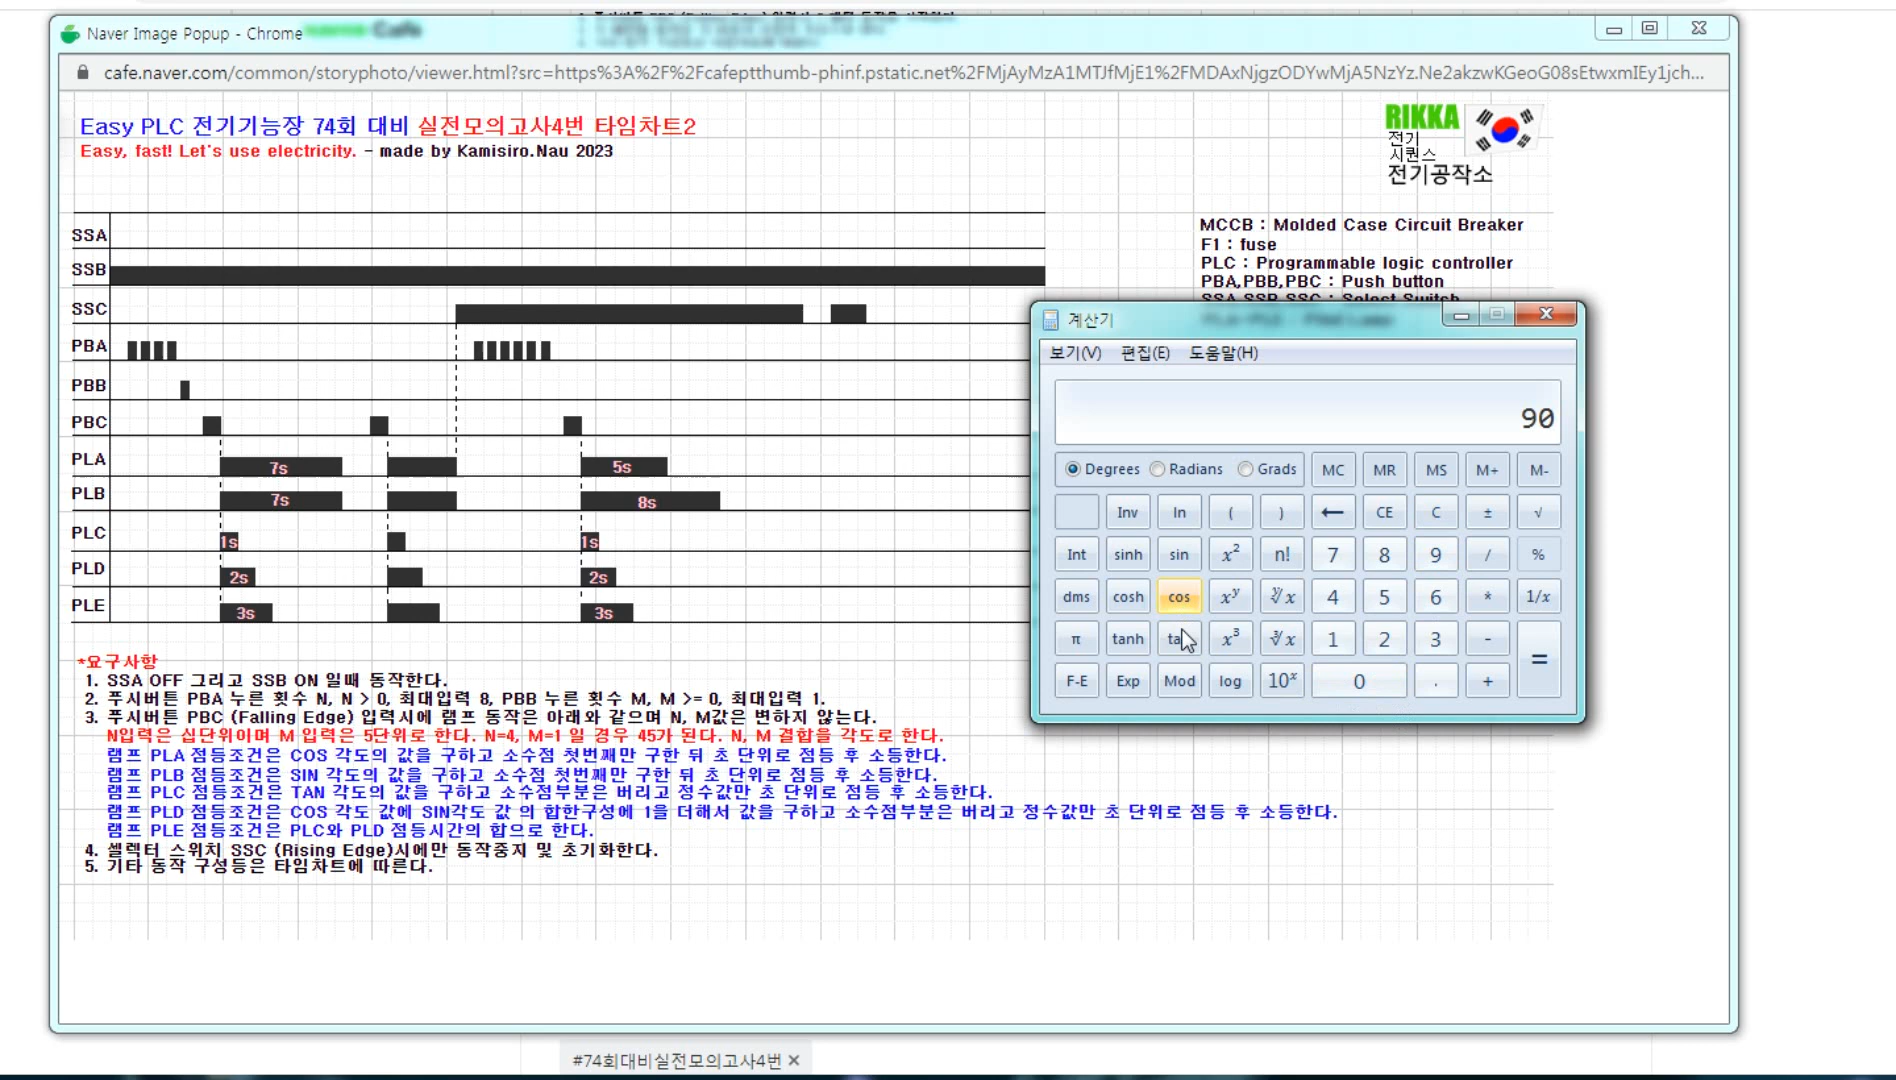 Naver Image Popup - Chrome
cafe.naver.com/common/storyphoto/viewer.html?src=https%3A%2F%2Fcafeptthumb-phinf.pstatic.net%2FMjAyMzA1MTJfMjE1%2FMDAxNjgzODYwMjA5NzYz.Ne2akzwKGeoG08sEtwxmIEy1jch...
Easy PLC 전기기능장 74회 대비 실전모의고사4번 타임차트2
Easy, fast! Let's use electricity. - made by Kamisiro.Nau 2023
RIKKA
전기
시퀀스
전기공작소
MCCB : Molded Case Circuit Breaker
F1 : fuse
PLC : Programmable logic controller
PBA,PBB,PBC : Push button
SSA,SSB,SSC : Select Switch
SSA
SSB
SSC
PBA
PBB
PBC
PLA 7s 5s
PLB 7s 8s
PLC 1s 1s
PLD 2s 2s
PLE 3s 3s
계산기
보기(V) 편집(E) 도움말(H)
90
Degrees Radians Grads MC MR MS M+ M-
Inv In ( ) ← CE C ± √
Int sinh sin x² n! 7 8 9 / %
dms cosh cos xʸ ʸ√x 4 5 6 * 1/x
π tanh ta x³ ³√x 1 2 3 - =
F-E Exp Mod log 10ˣ 0 . +
*요구사항
1. SSA OFF 그리고 SSB ON 일때 동작한다.
2. 푸시버튼 PBA 누른 횟수 N, N > 0, 최대입력 8, PBB 누른 횟수 M, M >= 0, 최대입력 1.
3. 푸시버튼 PBC (Falling Edge) 입력시에 램프 동작은 아래와 같으며 N, M값은 변하지 않는다.
N입력은 십단위이며 M 입력은 5단위로 한다. N=4, M=1 일 경우 45가 된다. N, M 결합을 각도로 한다.
램프 PLA 점등조건은 COS 각도의 값을 구하고 소수점 첫번째만 구한 뒤 초 단위로 점등 후 소등한다.
램프 PLB 점등조건은 SIN 각도의 값을 구하고 소수점 첫번째만 구한 뒤 초 단위로 점등 후 소등한다.
램프 PLC 점등조건은 TAN 각도의 값을 구하고 소수점부분은 버리고 정수값만 초 단위로 점등 후 소등한다.
램프 PLD 점등조건은 COS 각도 값에 SIN각도 값 의 합한구성에 1을 더해서 값을 구하고 소수점부분은 버리고 정수값만 초 단위로 점등 후 소등한다.
램프 PLE 점등조건은 PLC와 PLD 점등시간의 합으로 한다.
4. 셀렉터 스위치 SSC (Rising Edge)시에만 동작중지 및 초기화한다.
5. 기타 동작 구성등은 타임차트에 따른다.
#74회대비실전모의고사4번 ×